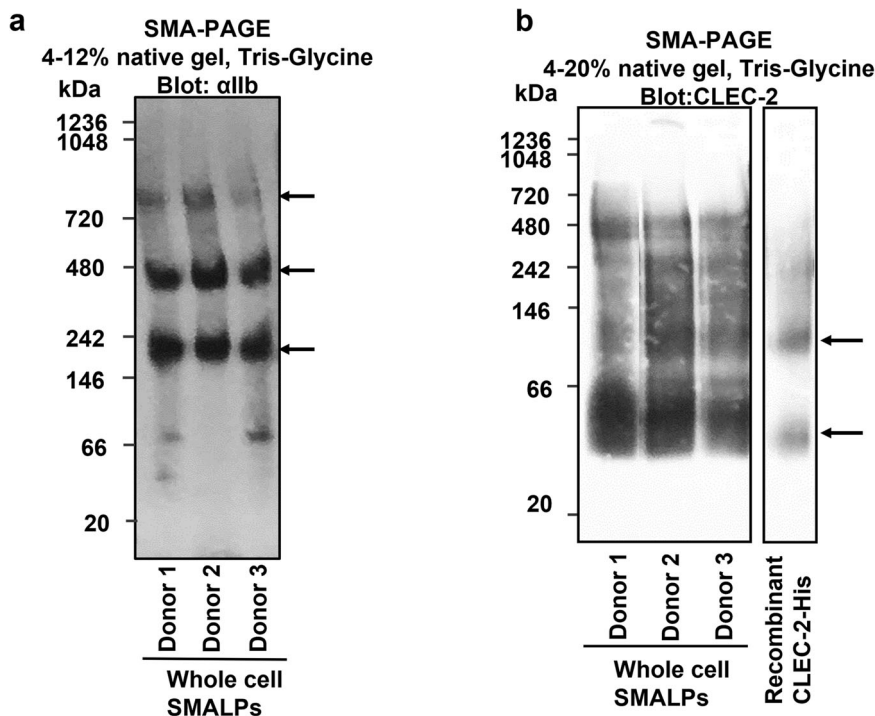 a
SMA-PAGE
4-12% native gel, Tris-Glycine
kDa
Blot: αIIb
1236
1048
720
480
242
146
66
20
Donor 1
Donor 2
Donor 3
Whole cell
SMALPs
b
SMA-PAGE
4-20% native gel, Tris-Glycine
kDa
Blot:CLEC-2
1236
1048
720
480
242
146
66
20
Donor 1
Donor 2
Donor 3
Whole cell
SMALPs
Recombinant
CLEC-2-His